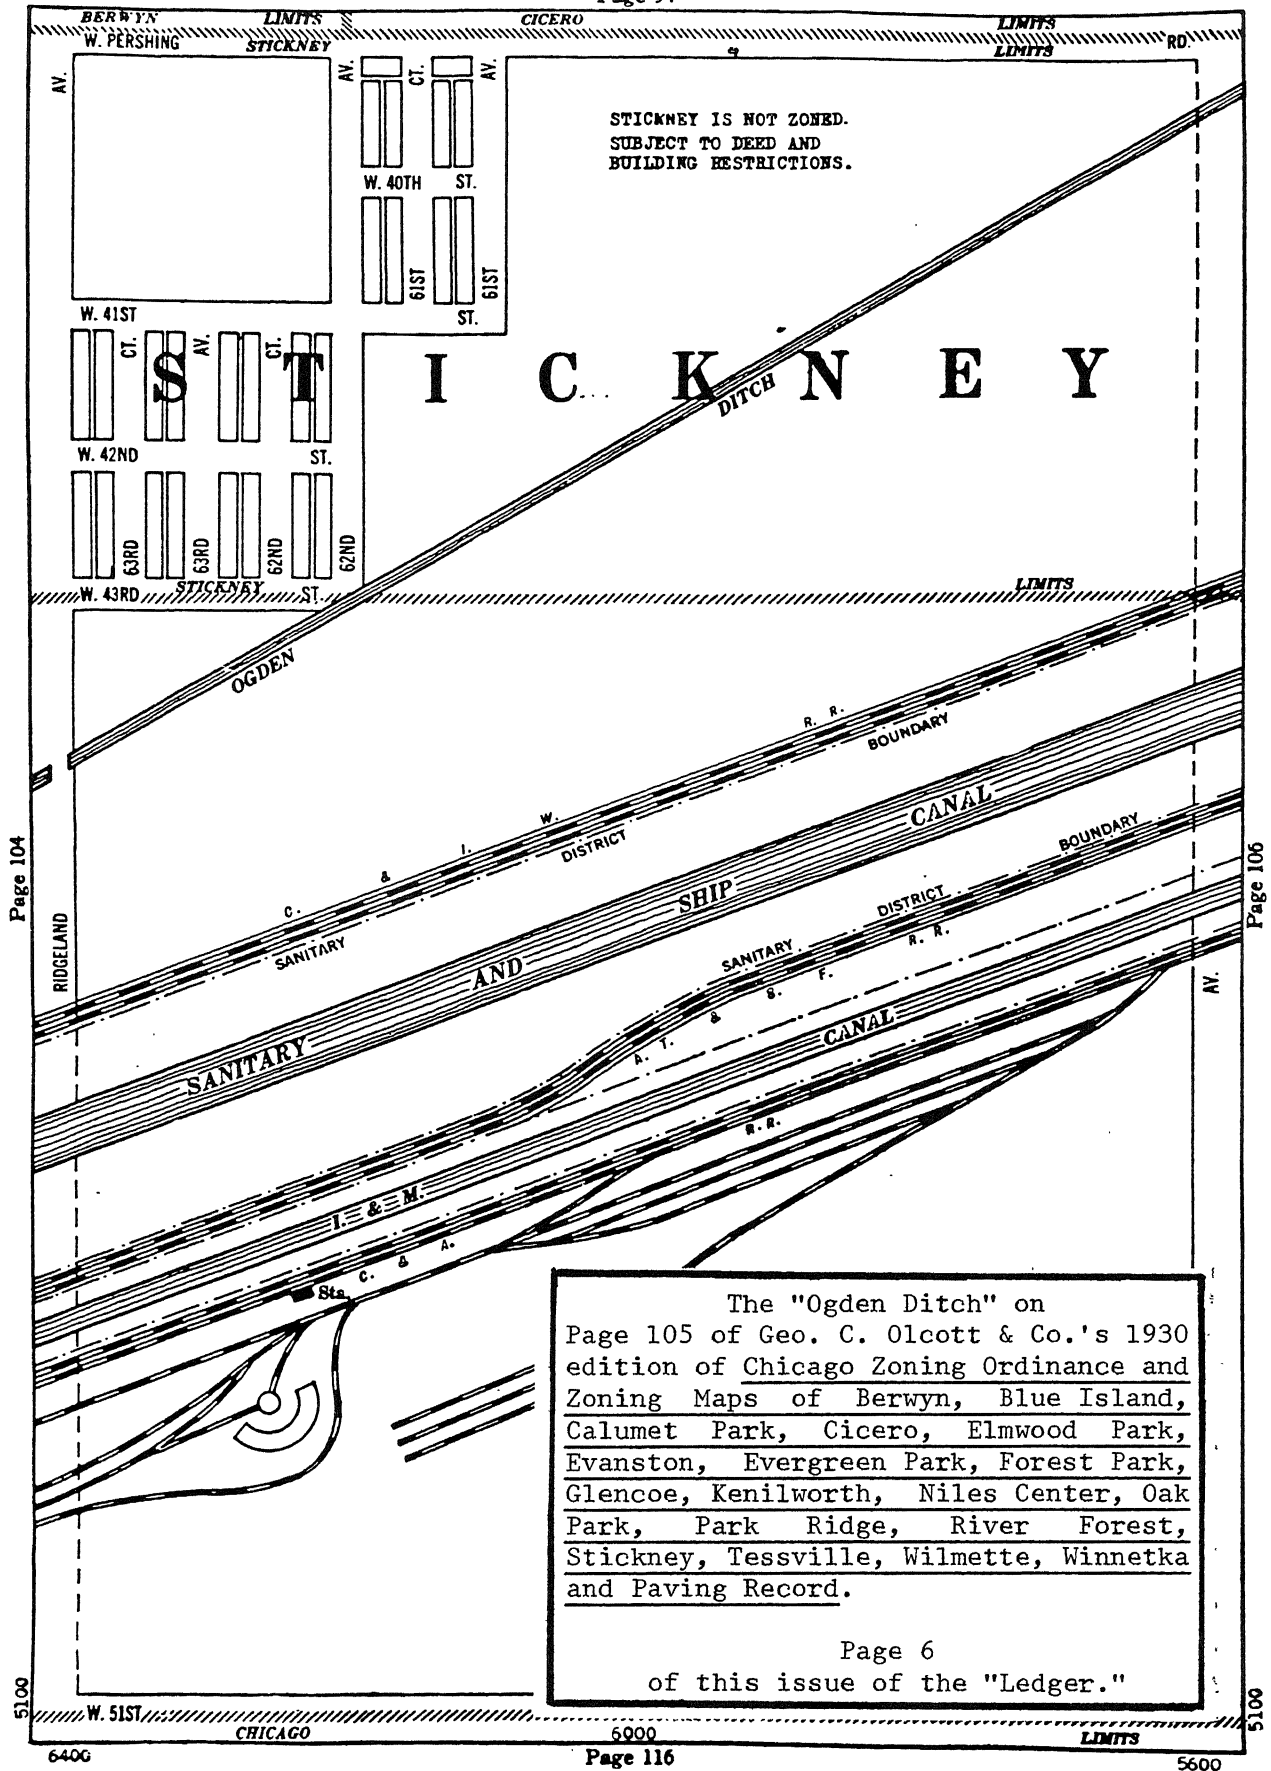 BERWYN LIMITS CICERO LIMITS
W. PERSHING STICKNEY LIMITS RD.
AV. AV. CT. AV.
STICKNEY IS NOT ZONED.
SUBJECT TO DEED AND
BUILDING RESTRICTIONS.
W. 40TH ST.
61ST 61ST
W. 41ST ST.
CT. AV. CT.
S T I C K N E Y
DITCH
W. 42ND ST.
63RD 63RD 62ND 62ND
STICKNEY LIMITS
W. 43RD ST.
OGDEN
R. R.
BOUNDARY
CANAL
W.
I.
DISTRICT
BOUNDARY
Page 104
Page 106
&
SHIP
C.
DISTRICT
RIDGELAND
SANITARY
R. R.
SANITARY
AND
F.
S.
AV.
&
CANAL
A. T.
SANITARY
R. R.
I. & M.
C. & A.
Sta.
The "Ogden Ditch" on
Page 105 of Geo. C. Olcott & Co.'s 1930
edition of Chicago Zoning Ordinance and
Zoning Maps of Berwyn, Blue Island,
Calumet Park, Cicero, Elmwood Park,
Evanston, Evergreen Park, Forest Park,
Glencoe, Kenilworth, Niles Center, Oak
Park, Park Ridge, River Forest,
Stickney, Tessville, Wilmette, Winnetka
and Paving Record.
Page 6
of this issue of the "Ledger."
5100 5100
W. 51ST
CHICAGO 6000 LIMITS
6400 Page 116 5600